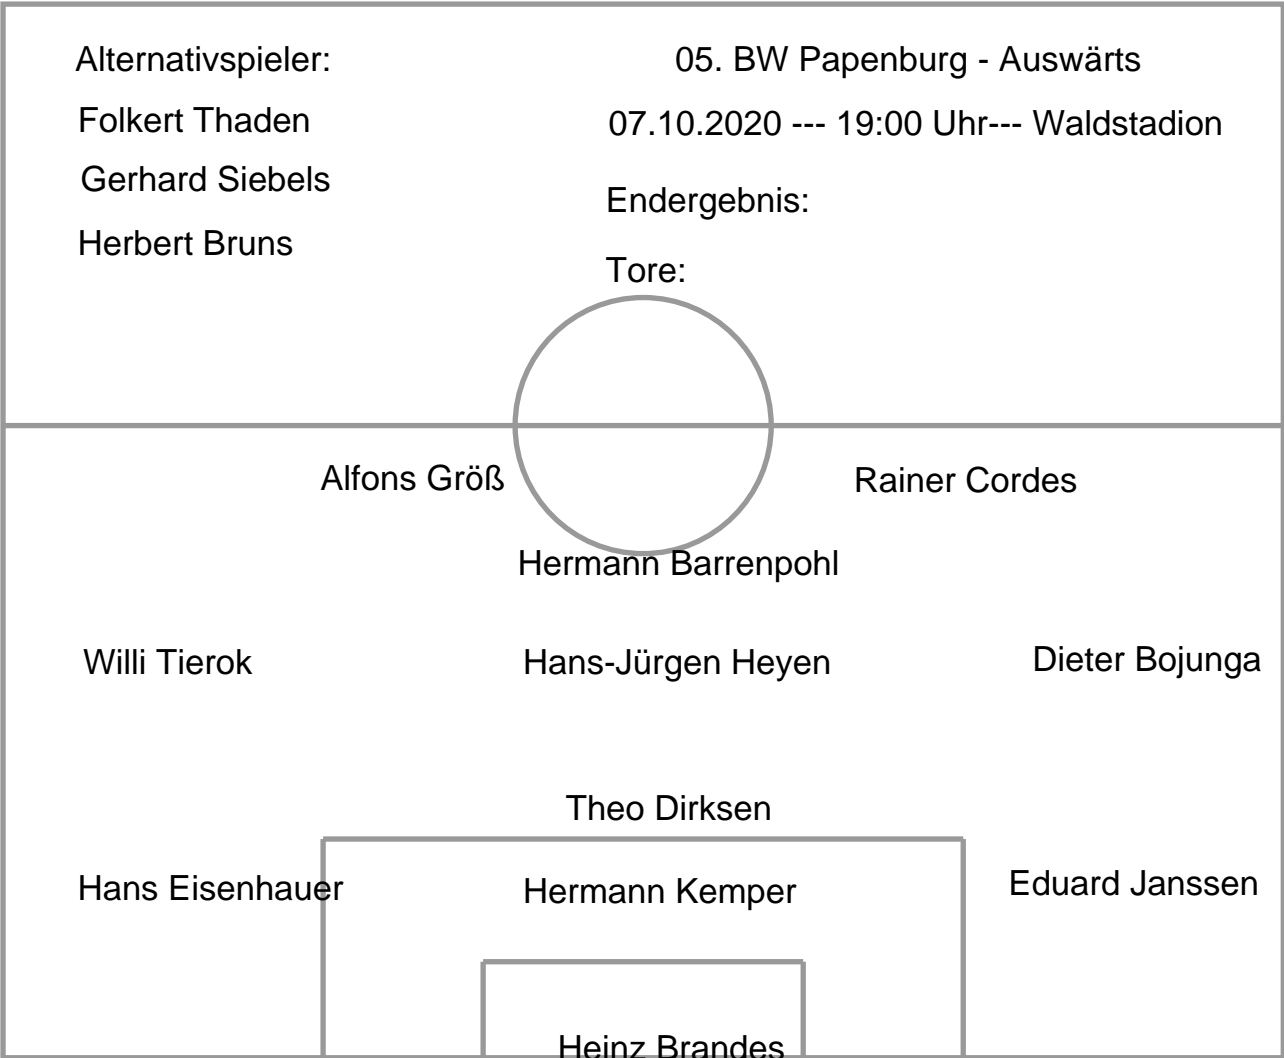 Alternativspieler:
Folkert Thaden
Gerhard Siebels
Herbert Bruns
05. BW Papenburg - Auswärts
07.10.2020 --- 19:00 Uhr--- Waldstadion
Endergebnis:
Tore:
Alfons Größ
Rainer Cordes
Hermann Barrenpohl
Willi Tierok
Hans-Jürgen Heyen
Dieter Bojunga
Theo Dirksen
Hans Eisenhauer
Hermann Kemper
Eduard Janssen
Heinz Brandes